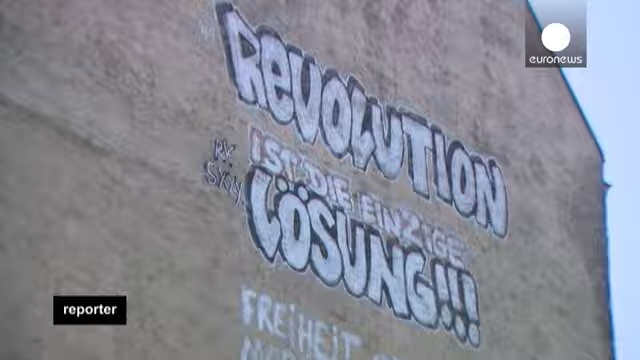 euronews
REVOLUTION
IST DIE EINZIGE
LÖSUNG!!!
FREIHEIT
reporter